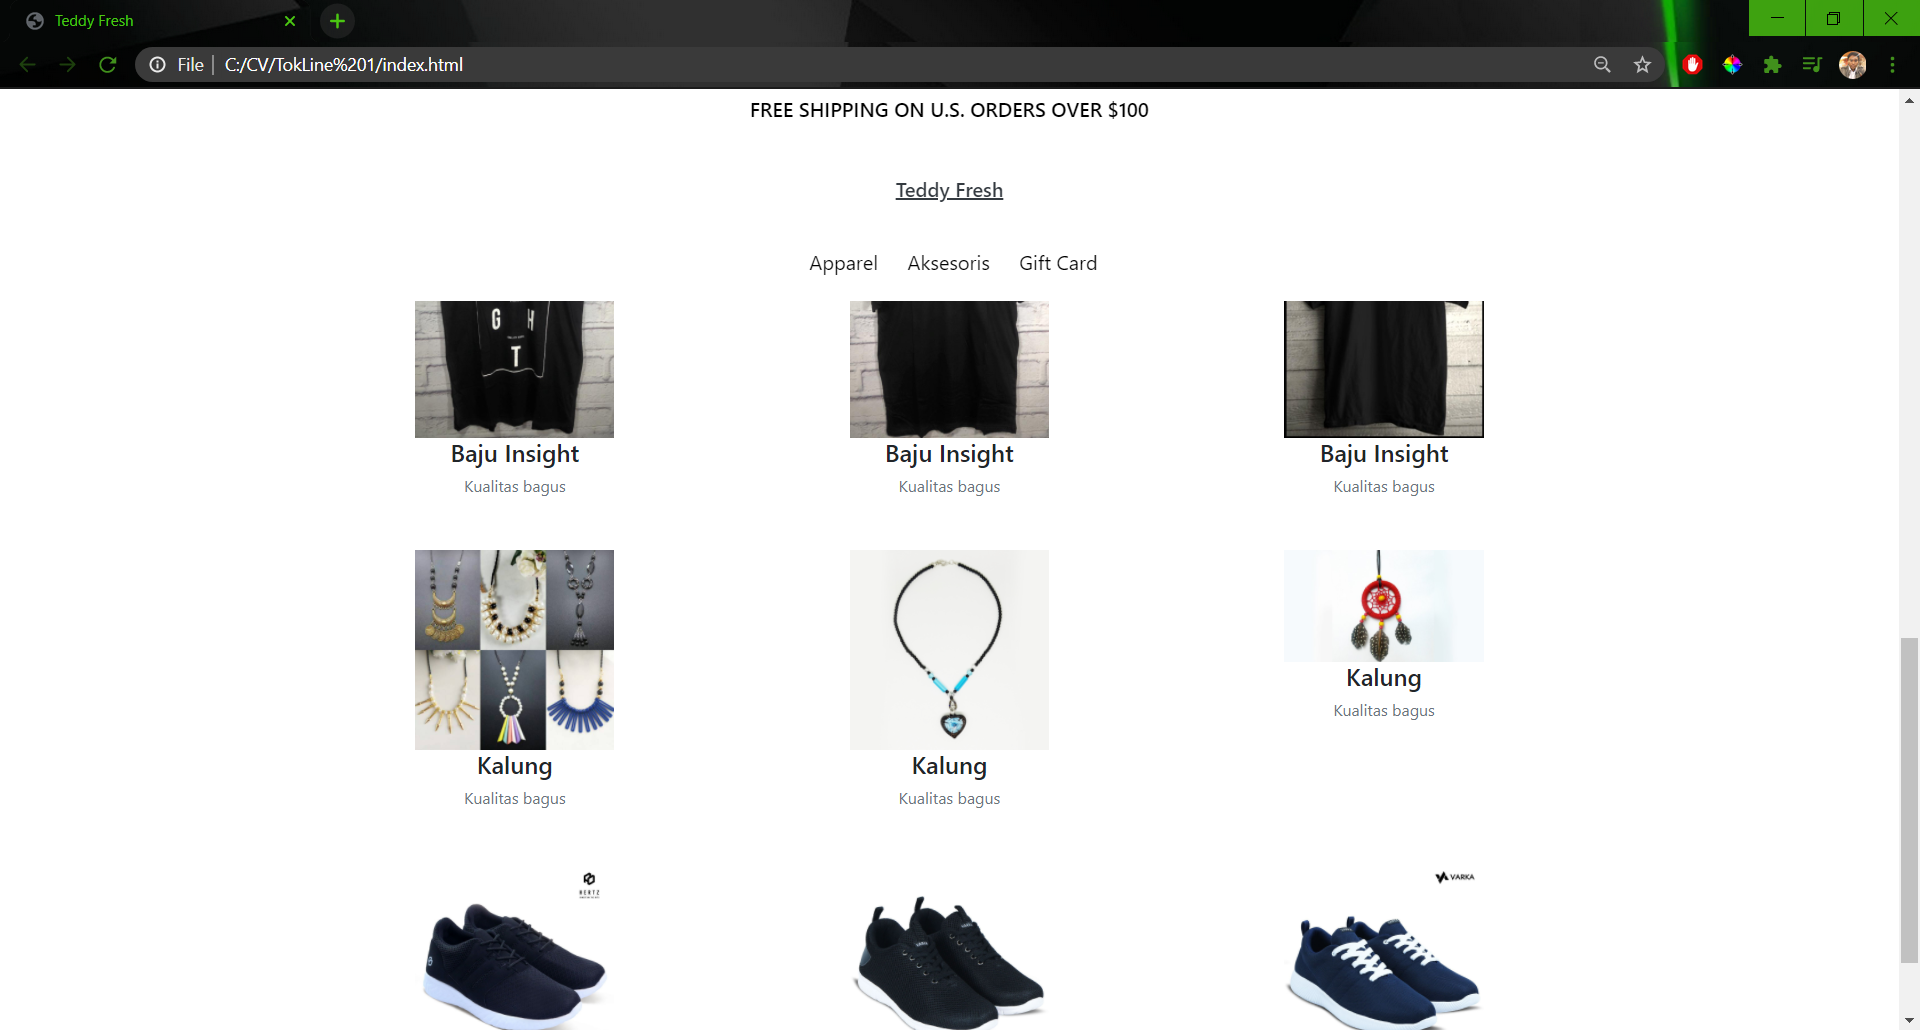 Teddy Fresh
File C:/CV/TokLine%201/index.html
FREE SHIPPING ON U.S. ORDERS OVER $100
Teddy Fresh
Apparel Aksesoris Gift Card
G H
T
Baju Insight Baju Insight Baju Insight
Kualitas bagus Kualitas bagus Kualitas bagus
Kalung
Kualitas bagus
Kalung Kalung
Kualitas bagus Kualitas bagus
HERTZ
VARKA